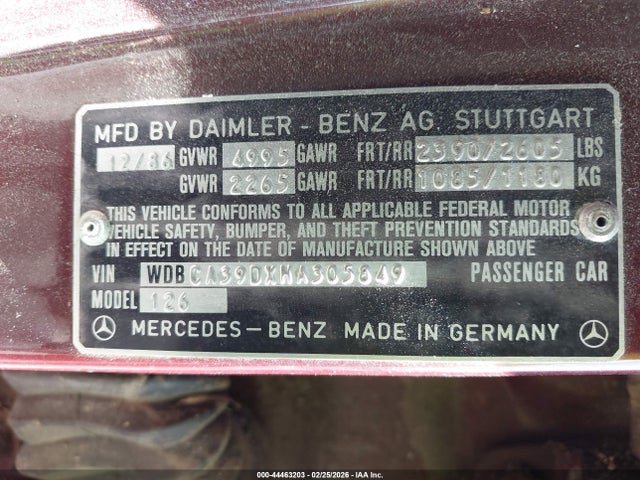 MFD BY DAIMLER - BENZ AG STUTTGART
12/86 GVWR 4995 GAWR FRT/RR 2390/2605 LBS
GVWR 2265 GAWR FRT/RR 1085/1180 KG
THIS VEHICLE CONFORMS TO ALL APPLICABLE FEDERAL MOTOR
VEHICLE SAFETY, BUMPER, AND THEFT PREVENTION STANDARDS
IN EFFECT ON THE DATE OF MANUFACTURE SHOWN ABOVE
VIN WDBCA39DXHA305649 PASSENGER CAR
MODEL 126
MERCEDES-BENZ MADE IN GERMANY
000-44463203 - 02/25/2026 - IAA Inc.